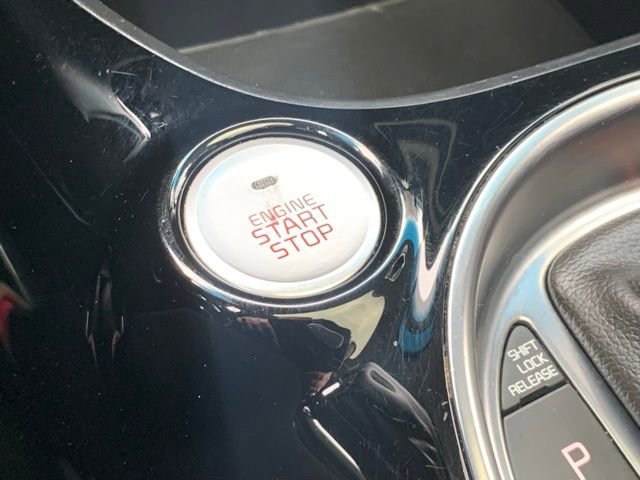 ENGINE
START
STOP
SHIFT
LOCK
RELEASE
P